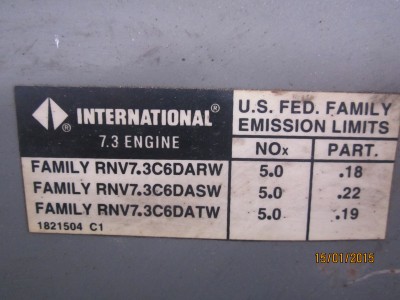 INTERNATIONAL®
7.3 ENGINE
U.S. FED. FAMILY
EMISSION LIMITS
NOx PART.
FAMILY RNV7.3C6DARW 5.0 .18
FAMILY RNV7.3C6DASW 5.0 .22
FAMILY RNV7.3C6DATW 5.0 .19
1821504 C1
15/01/2015